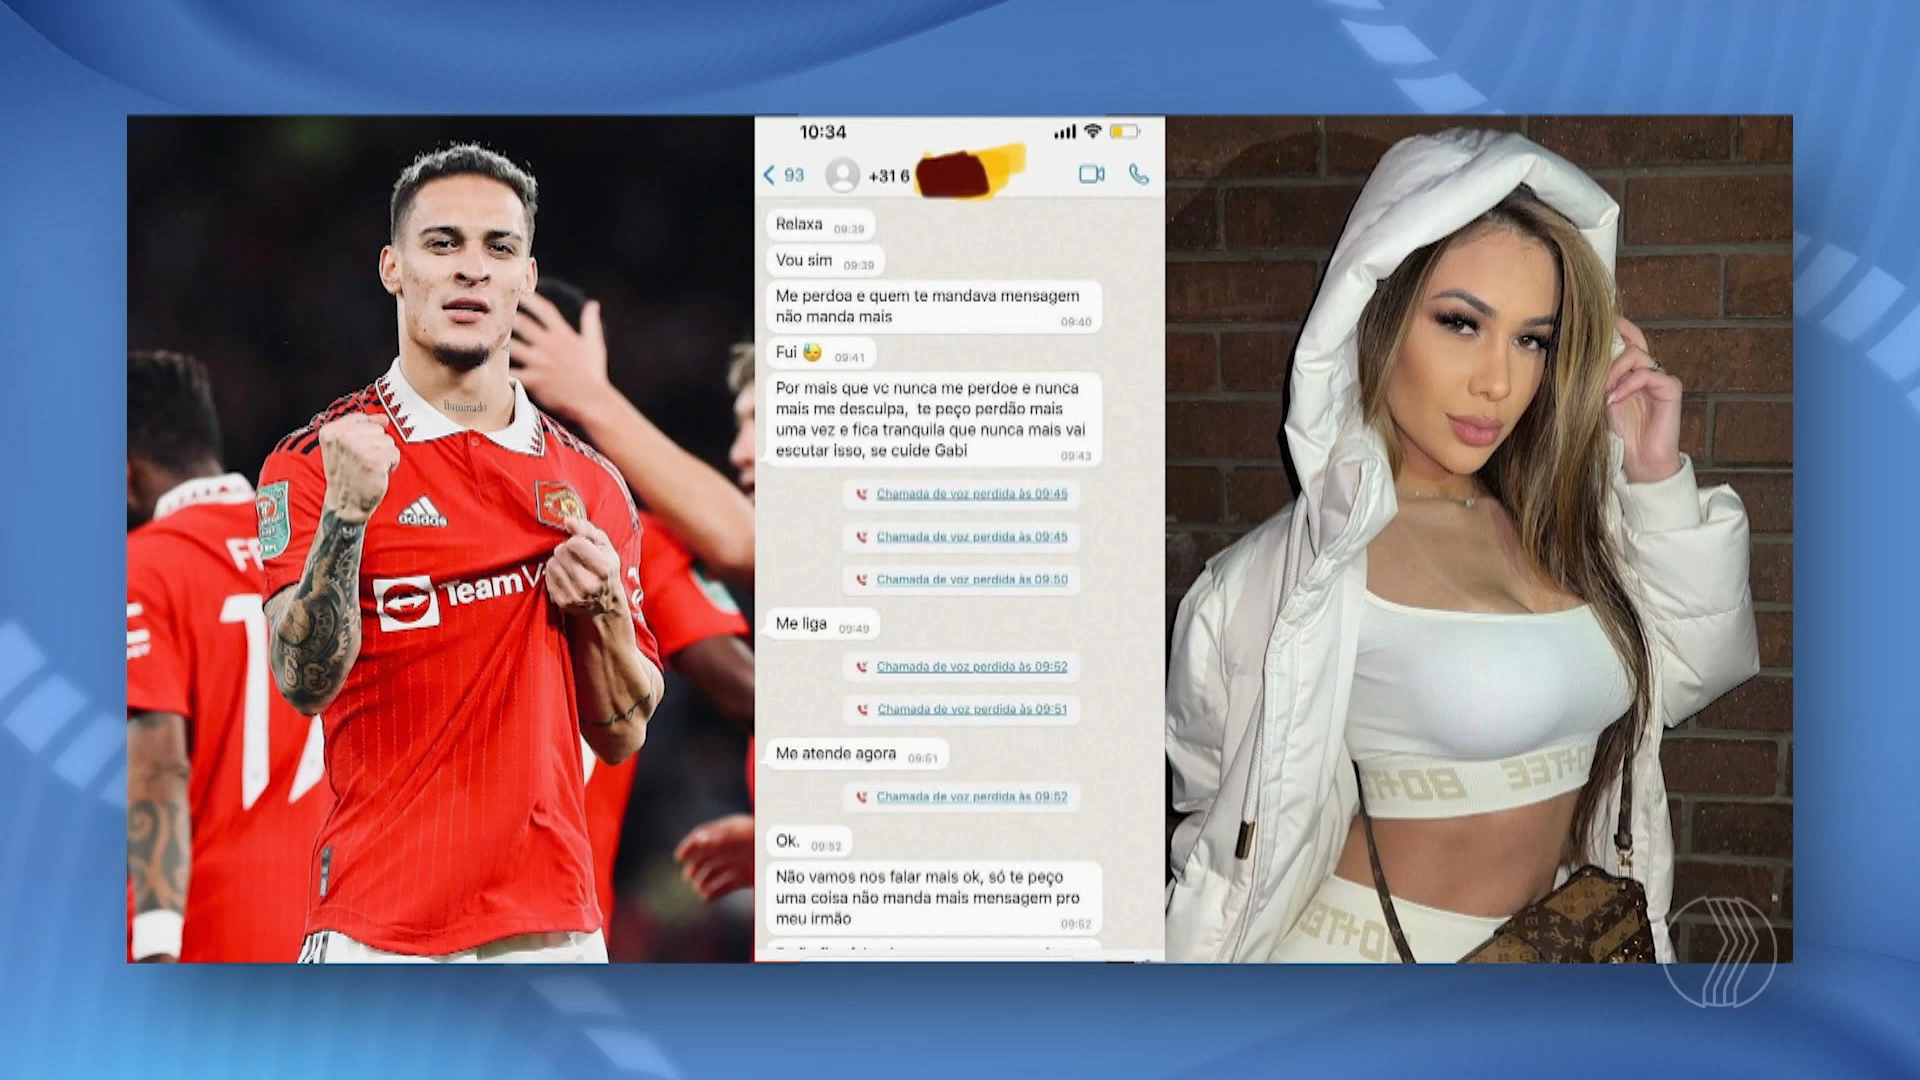 10:34
93
+31 6
Relaxa 09:39
Vou sim 09:39
Me perdoa e quem te mandava mensagem
não manda mais 09:40
Fui 09:41
Por mais que vc nunca me perdoe e nunca
mais me desculpa, te peço perdão mais
uma vez e fica tranquila que nunca mais vai
escutar isso, se cuide Gabi 09:43
Chamada de voz perdida às 09:45
Chamada de voz perdida às 09:45
Chamada de voz perdida às 09:50
Me liga 09:49
Chamada de voz perdida às 09:52
Chamada de voz perdida às 09:51
Me atende agora 09:51
Chamada de voz perdida às 09:52
Ok. 09:52
Não vamos nos falar mais ok, só te peço
uma coisa não manda mais mensagem pro
meu irmão 09:52
Iluminado
adidas
TeamV